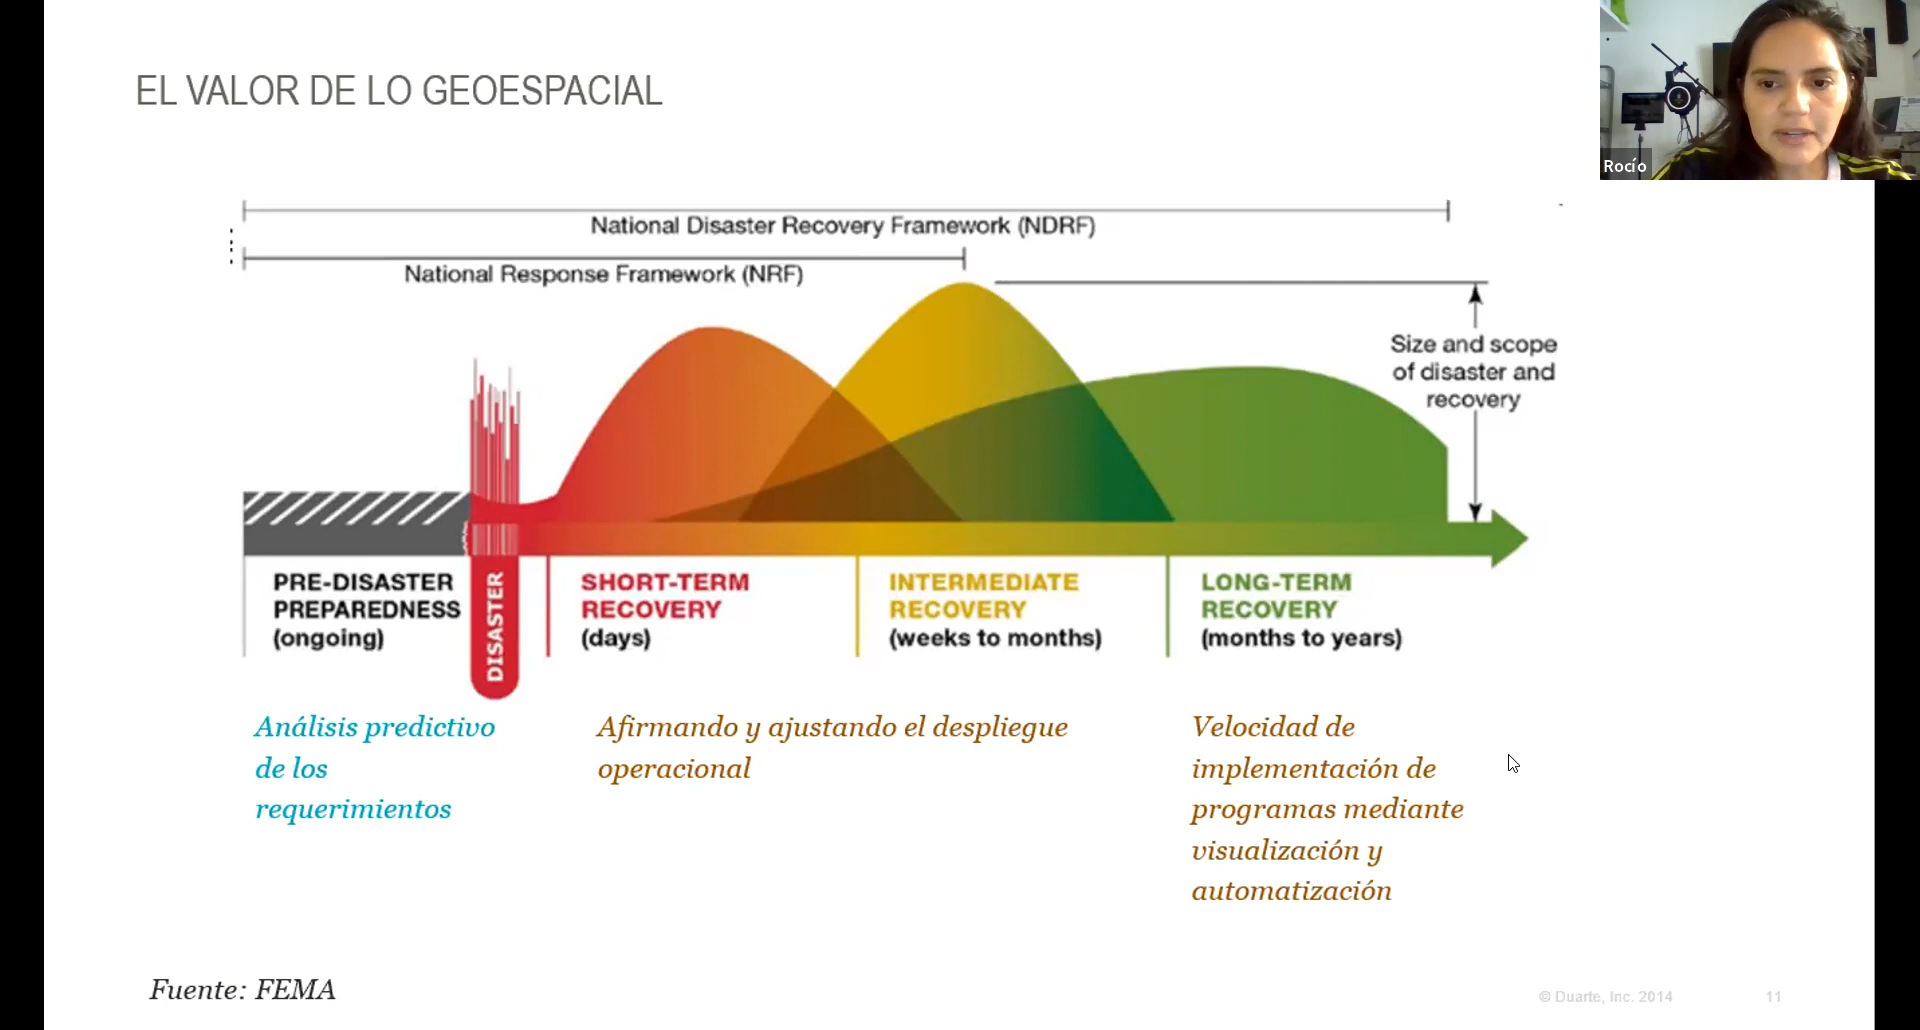 EL VALOR DE LO GEOESPACIAL
Rocío
National Disaster Recovery Framework (NDRF)
National Response Framework (NRF)
Size and scope
of disaster and
recovery
PRE-DISASTER
PREPAREDNESS
(ongoing)
DISASTER
SHORT-TERM
RECOVERY
(days)
INTERMEDIATE
RECOVERY
(weeks to months)
LONG-TERM
RECOVERY
(months to years)
Análisis predictivo
de los
requerimientos
Afirmando y ajustando el despliegue
operacional
Velocidad de
implementación de
programas mediante
visualización y
automatización
Fuente: FEMA
© Duarte, Inc. 2014
11